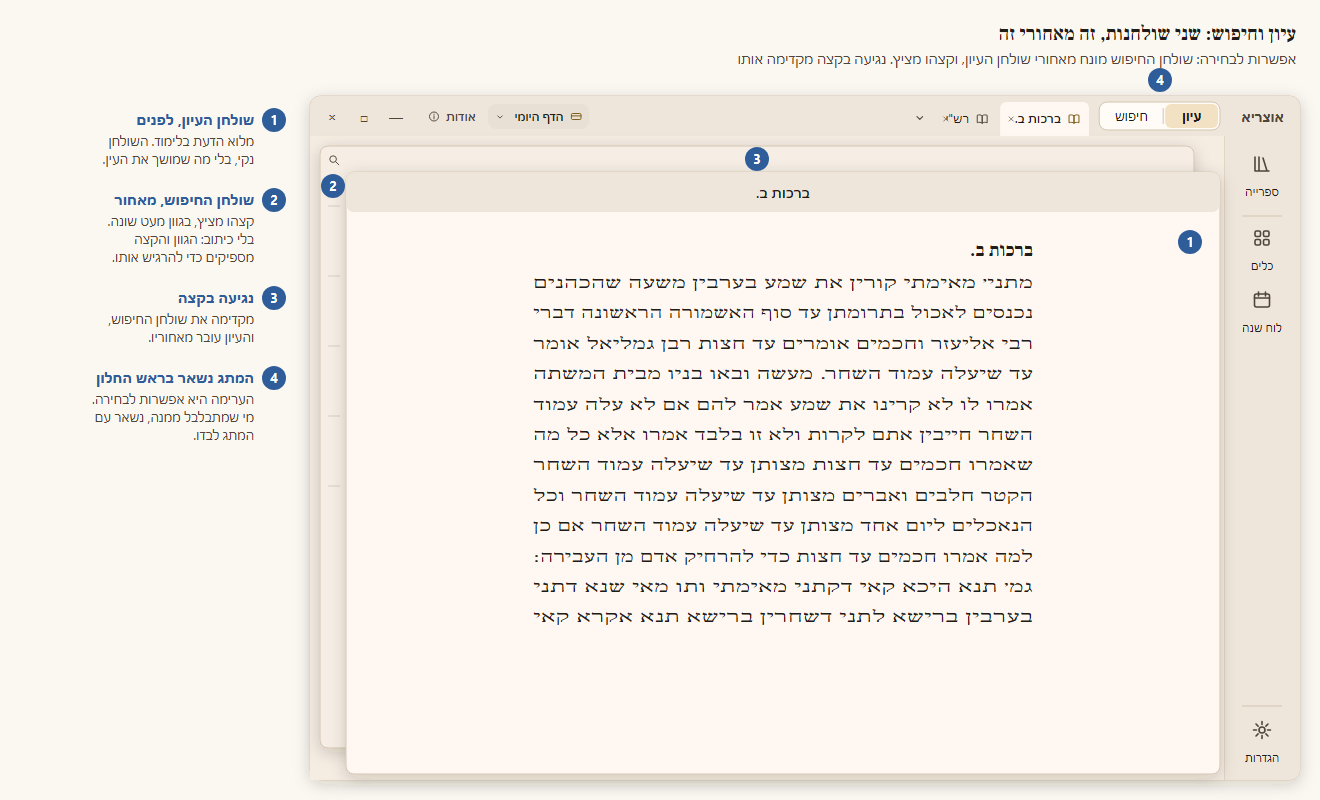 עיון וחיפוש: שני שולחנות, זה מאחורי זה
אפשרות לבחירה: שולחן החיפוש מונח מאחורי שולחן העיון, וקצהו מציץ. נגיעה בקצה מקדימה אותו
4
אוצריא
עיון
חיפוש
ברכות ב. ×
רש"י ×
הדף היומי
אודות
ספרייה
כלים
לוח שנה
הגדרות
3
2
ברכות ב.
1
ברכות ב.
מתני׳ מאימתי קורין את שמע בערבין משעה שהכהנים
נכנסים לאכול בתרומתן עד סוף האשמורה הראשונה דברי
רבי אליעזר וחכמים אומרים עד חצות רבן גמליאל אומר
עד שיעלה עמוד השחר. מעשה ובאו בניו מבית המשתה
אמרו לו לא קרינו את שמע אמר להם אם לא עלה עמוד
השחר חייבין אתם לקרות ולא זו בלבד אמרו אלא כל מה
שאמרו חכמים עד חצות מצותן עד שיעלה עמוד השחר
הקטר חלבים ואברים מצותן עד שיעלה עמוד השחר וכל
הנאכלים ליום אחד מצותן עד שיעלה עמוד השחר אם כן
למה אמרו חכמים עד חצות כדי להרחיק אדם מן העבירה:
גמ׳ תנא היכא קאי דקתני מאימתי ותו מאי שנא דתני
בערבין ברישא לתני דשחרין ברישא תנא אקרא קאי
1 שולחן העיון, לפנים
מלוא הדעת בלימוד. השולחן
נקי, בלי מה שמושך את העין.
2 שולחן החיפוש, מאחור
קצהו מציץ, בגוון מעט שונה.
בלי כיתוב: הגוון והקצה
מספיקים כדי להרגיש אותו.
3 נגיעה בקצה
מקדימה את שולחן החיפוש,
והעיון עובר מאחוריו.
4 המתג נשאר בראש החלון
הערימה היא אפשרות לבחירה.
מי שמתבלבל ממנה, נשאר עם
המתג לבדו.